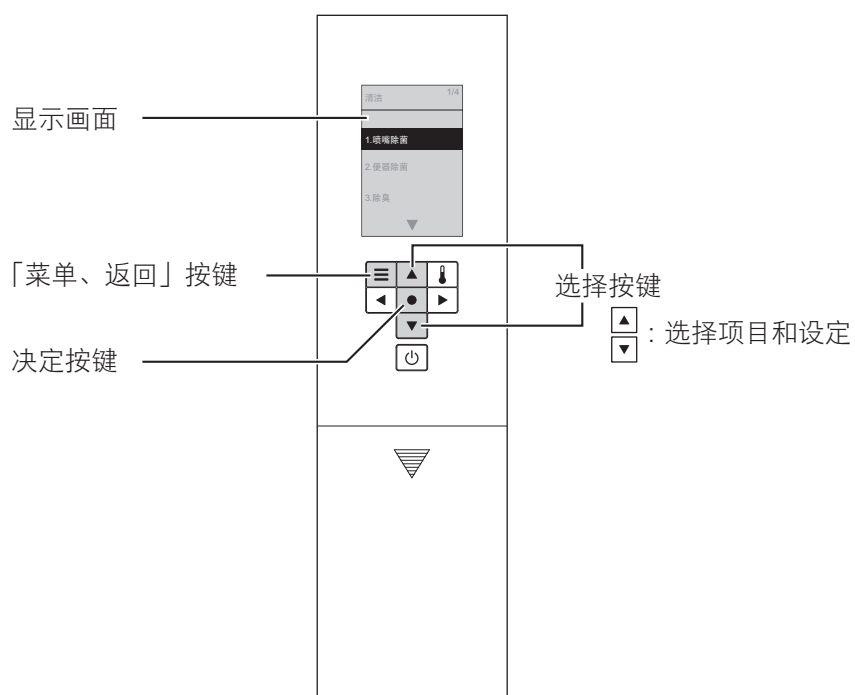 清洁 1/4
1.喷嘴除菌
2.便器除菌
3.除臭
显示画面
「菜单、返回」按键
决定按键
选择按键
：选择项目和设定